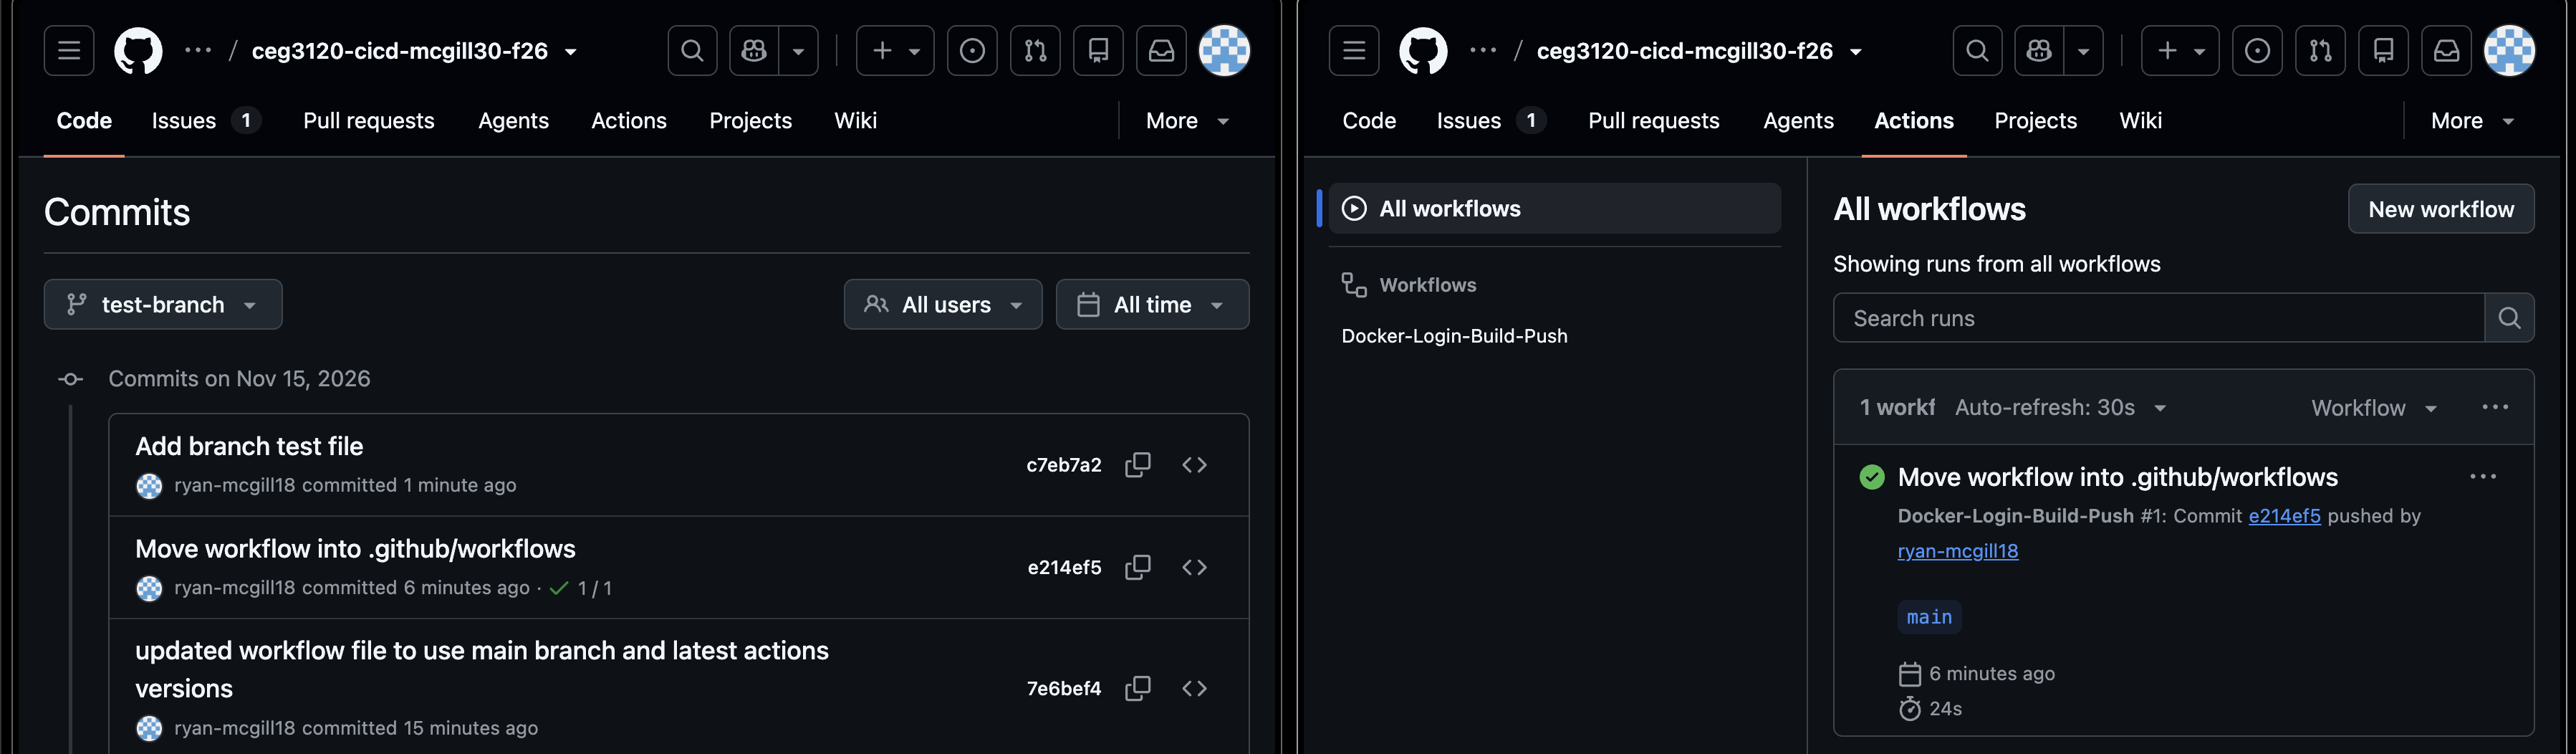 ··· / ceg3120-cicd-mcgill30-f26
Code Issues 1 Pull requests Agents Actions Projects Wiki More
Commits
test-branch All users All time
Commits on Nov 15, 2026
Add branch test file
ryan-mcgill18 committed 1 minute ago
c7eb7a2
Move workflow into .github/workflows
ryan-mcgill18 committed 6 minutes ago · ✓ 1 / 1
e214ef5
updated workflow file to use main branch and latest actions
versions
ryan-mcgill18 committed 15 minutes ago
7e6bef4
··· / ceg3120-cicd-mcgill30-f26
Code Issues 1 Pull requests Agents Actions Projects Wiki More
All workflows
Workflows
Docker-Login-Build-Push
All workflows New workflow
Showing runs from all workflows
Search runs
1 workf Auto-refresh: 30s Workflow ···
Move workflow into .github/workflows ···
Docker-Login-Build-Push #1: Commit e214ef5 pushed by
ryan-mcgill18
main
6 minutes ago
24s